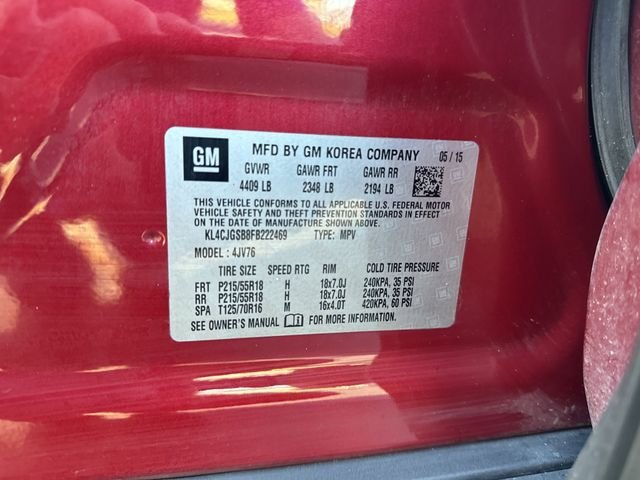 GM
MFD BY GM KOREA COMPANY 05 / 15
GVWR GAWR FRT GAWR RR
4409 LB 2348 LB 2194 LB
THIS VEHICLE CONFORMS TO ALL APPLICABLE U.S. FEDERAL MOTOR
VEHICLE SAFETY AND THEFT PREVENTION STANDARDS IN EFFECT
ON THE DATE OF MANUFACTURE SHOWN ABOVE.
KL4CJGSB8FB222469 TYPE: MPV
MODEL : 4JV76
TIRE SIZE SPEED RTG RIM COLD TIRE PRESSURE
FRT P215/55R18 H 18x7.0J 240KPA, 35 PSI
RR P215/55R18 H 18x7.0J 240KPA, 35 PSI
SPA T125/70R16 M 16x4.0T 420KPA, 60 PSI
SEE OWNER'S MANUAL FOR MORE INFORMATION.